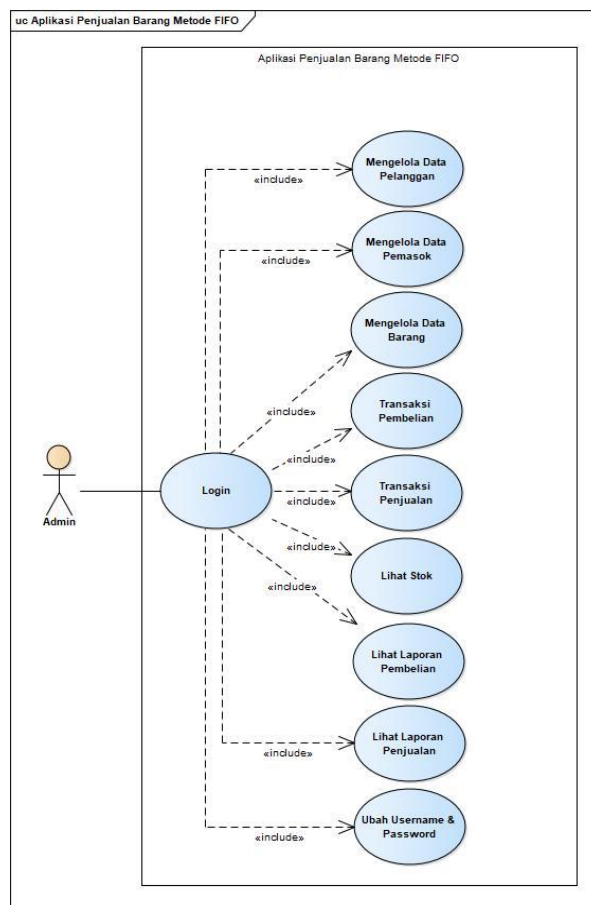 uc Aplikasi Penjualan Barang Metode FIFO
Aplikasi Penjualan Barang Metode FIFO
Mengelola Data
Pelanggan
«include»
Mengelola Data
Pemasok
«include»
Mengelola Data
Barang
«include»
Transaksi
Pembelian
«include»
Login
Transaksi
Penjualan
«include»
Admin
«include»
Lihat Stok
«include»
Lihat Laporan
Pembelian
Lihat Laporan
Penjualan
«include»
Ubah Username &
Password
«include»